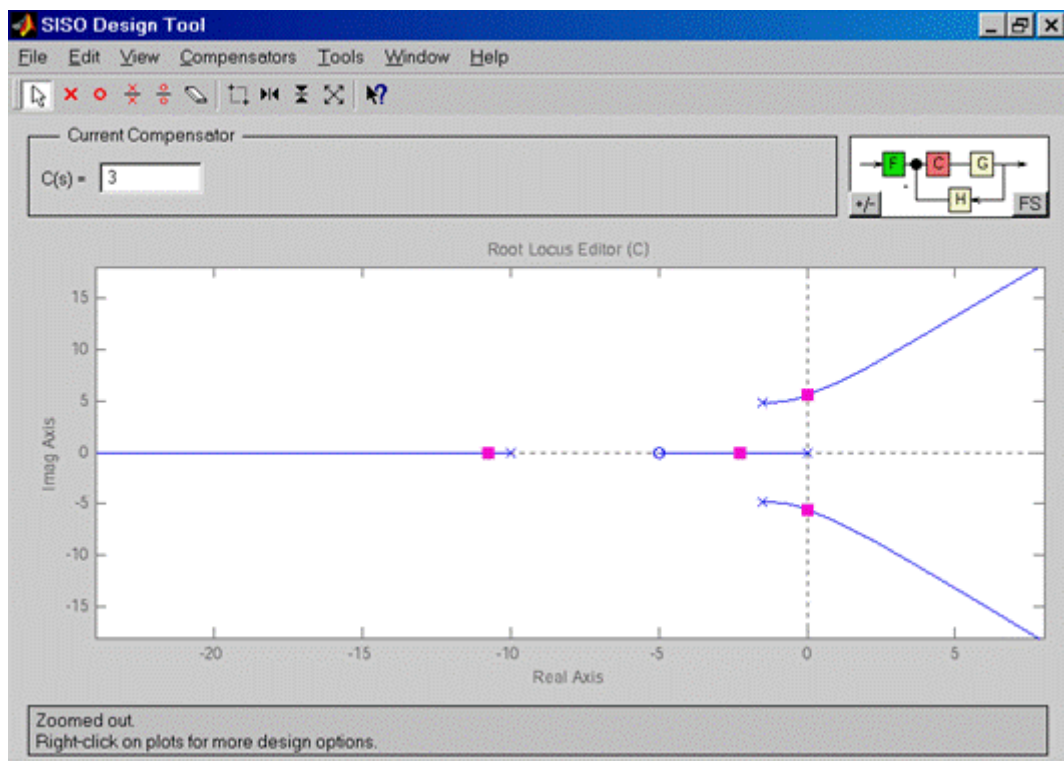 SISO Design Tool
File Edit View Compensators Tools Window Help
Current Compensator
C(s) = 3
F C G
H
+/- FS
Root Locus Editor (C)
15
10
5
0
-5
-10
-15
Imag Axis
-20 -15 -10 -5 0 5
Real Axis
Zoomed out.
Right-click on plots for more design options.